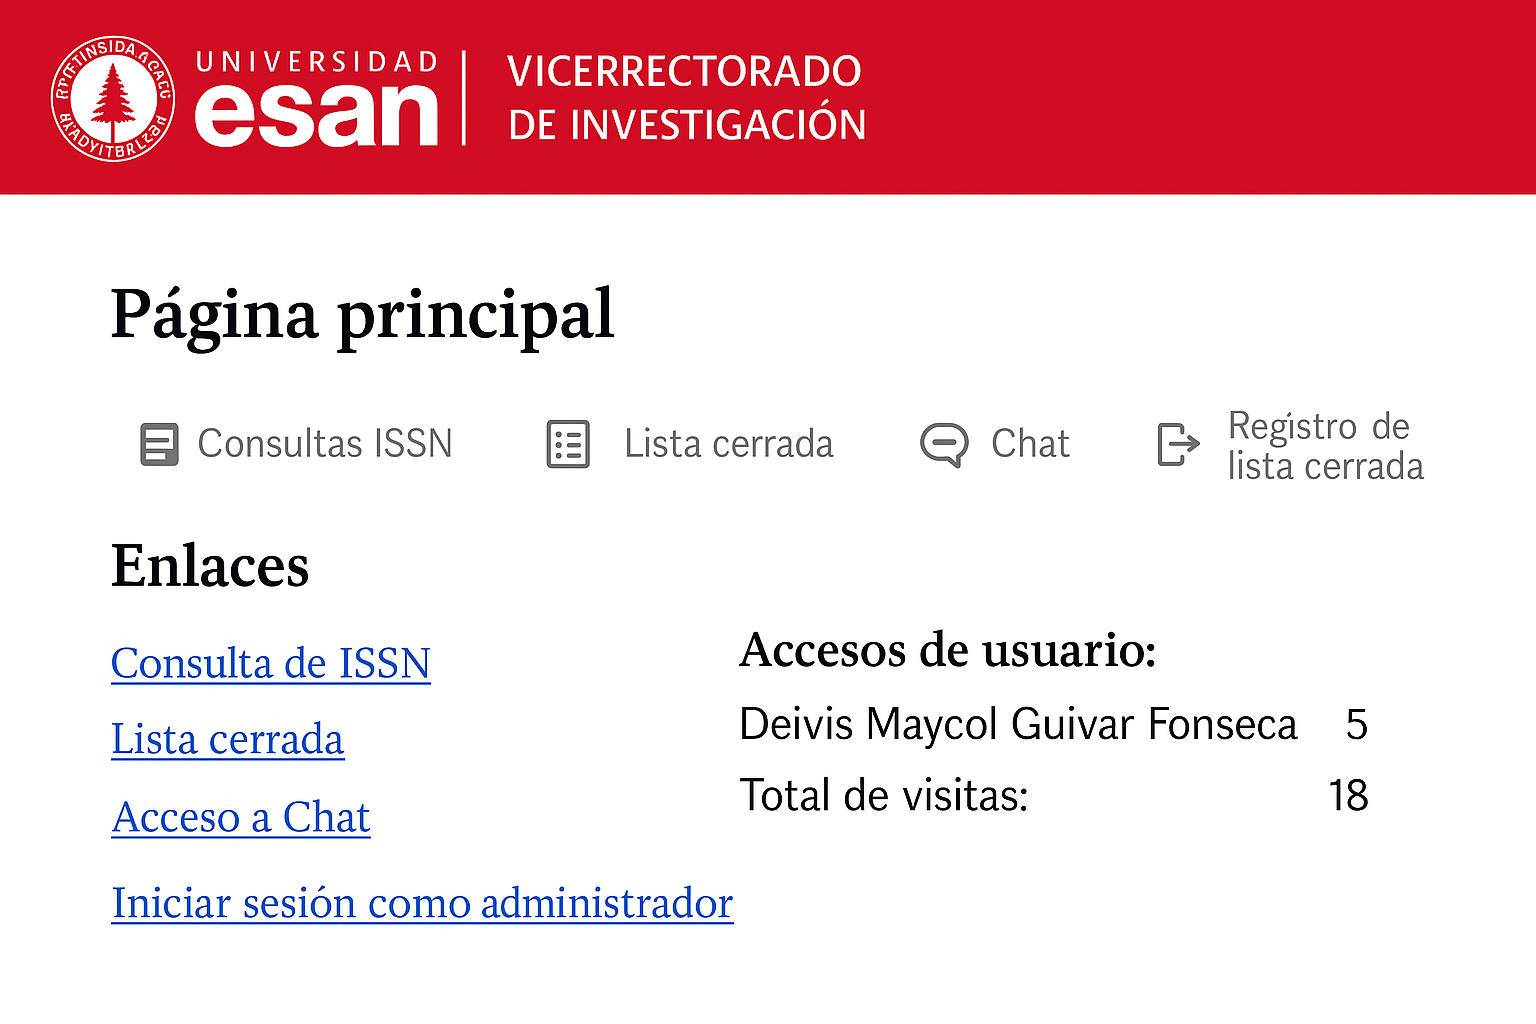 UNIVERSIDAD
esan
VICERRECTORADO
DE INVESTIGACIÓN
Página principal
Consultas ISSN
Lista cerrada
Chat
Registro de
lista cerrada
Enlaces
Consulta de ISSN
Lista cerrada
Acceso a Chat
Iniciar sesión como administrador
Accesos de usuario:
Deivis Maycol Guivar Fonseca 5
Total de visitas: 18